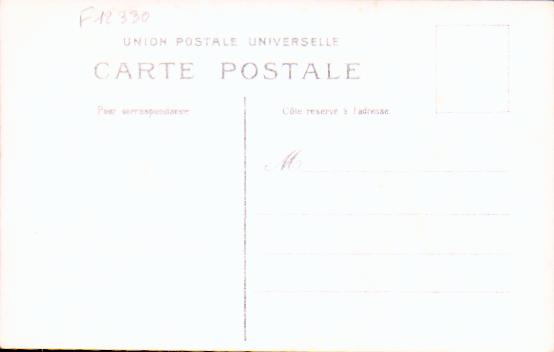 F12330
UNION POSTALE UNIVERSELLE
CARTE POSTALE
Pour correspondance
Côté réservé à l'adresse
M